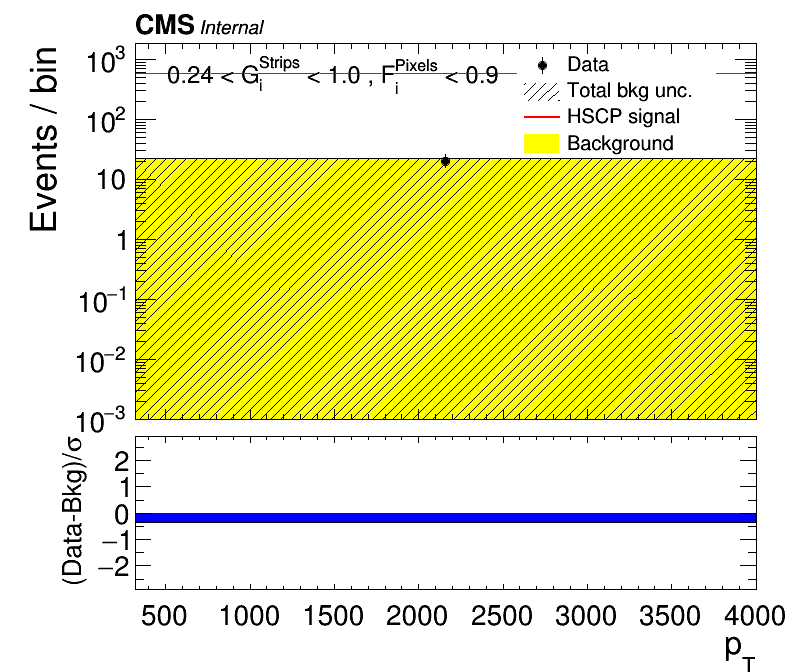 CMS Internal
0.24 < G_i^Strips < 1.0 , F_i^Pixels < 0.9
Data
Total bkg unc.
HSCP signal
Background
Events / bin
10³
10²
10
1
10⁻¹
10⁻²
10⁻³
(Data-Bkg)/σ
2
1
0
−1
−2
500 1000 1500 2000 2500 3000 3500 4000
p_T